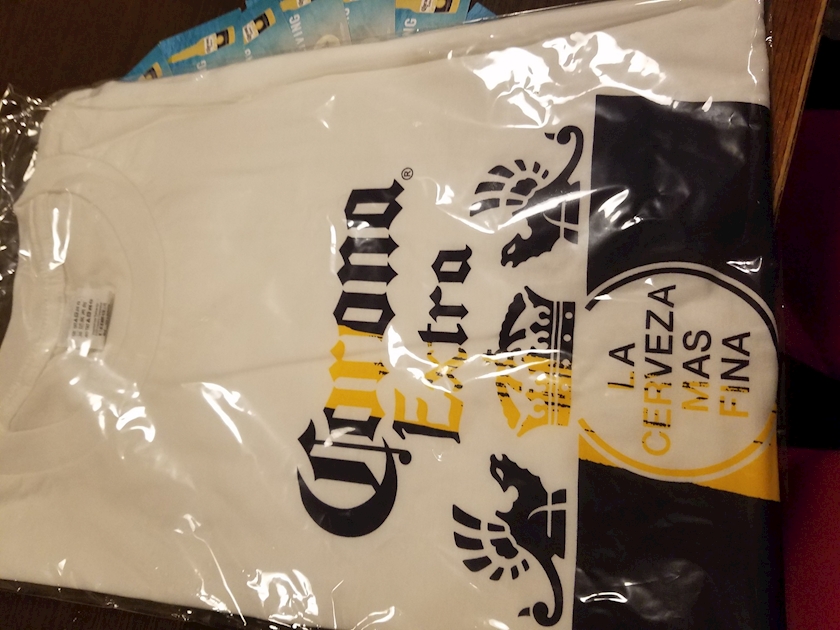 Corona®
Extra
LA
CERVEZA
MAS
FINA